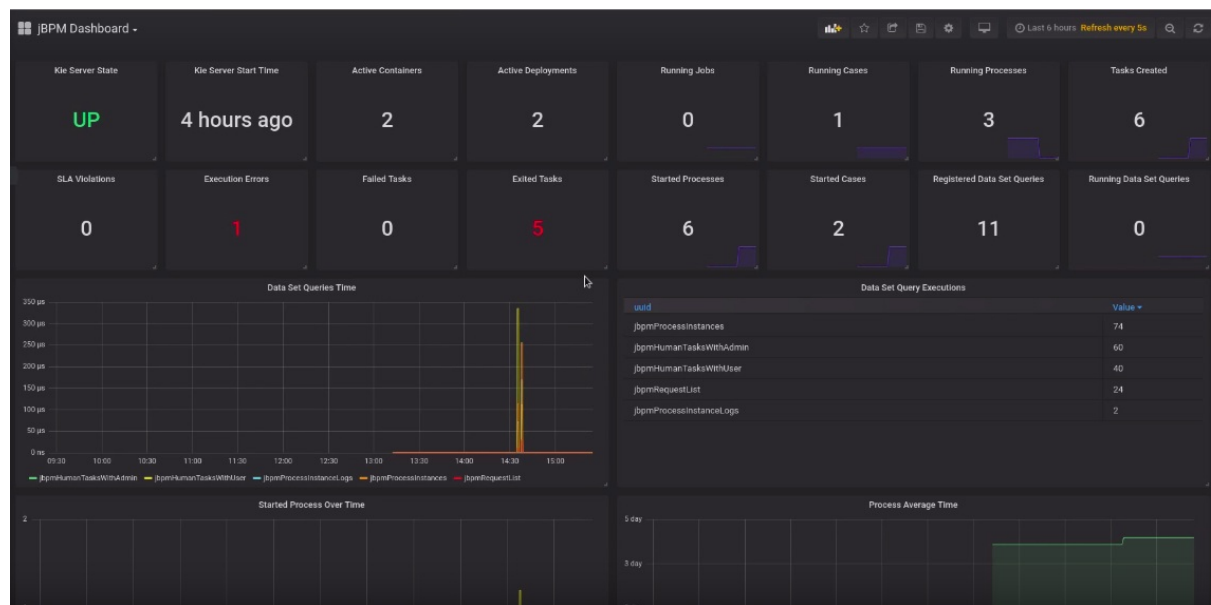 jBPM Dashboard
Last 6 hours Refresh every 5s
Kie Server State
Kie Server Start Time
Active Containers
Active Deployments
Running Jobs
Running Cases
Running Processes
Tasks Created
UP
4 hours ago
2
2
0
1
3
6
SLA Violations
Execution Errors
Failed Tasks
Exited Tasks
Started Processes
Started Cases
Registered Data Set Queries
Running Data Set Queries
0
1
0
5
6
2
11
0
Data Set Queries Time
350 µs
300 µs
250 µs
200 µs
150 µs
100 µs
50 µs
0 ns
09:30 10:00 10:30 11:00 11:30 12:00 12:30 13:00 13:30 14:00 14:30 15:00
jbpmHumanTasksWithAdmin jbpmHumanTasksWithUser jbpmProcessInstanceLogs jbpmProcessInstances jbpmRequestList
Data Set Query Executions
uuid Value
jbpmProcessInstances 74
jbpmHumanTasksWithAdmin 60
jbpmHumanTasksWithUser 40
jbpmRequestList 24
jbpmProcessInstanceLogs 2
Started Process Over Time
2
Process Average Time
5 day
3 day